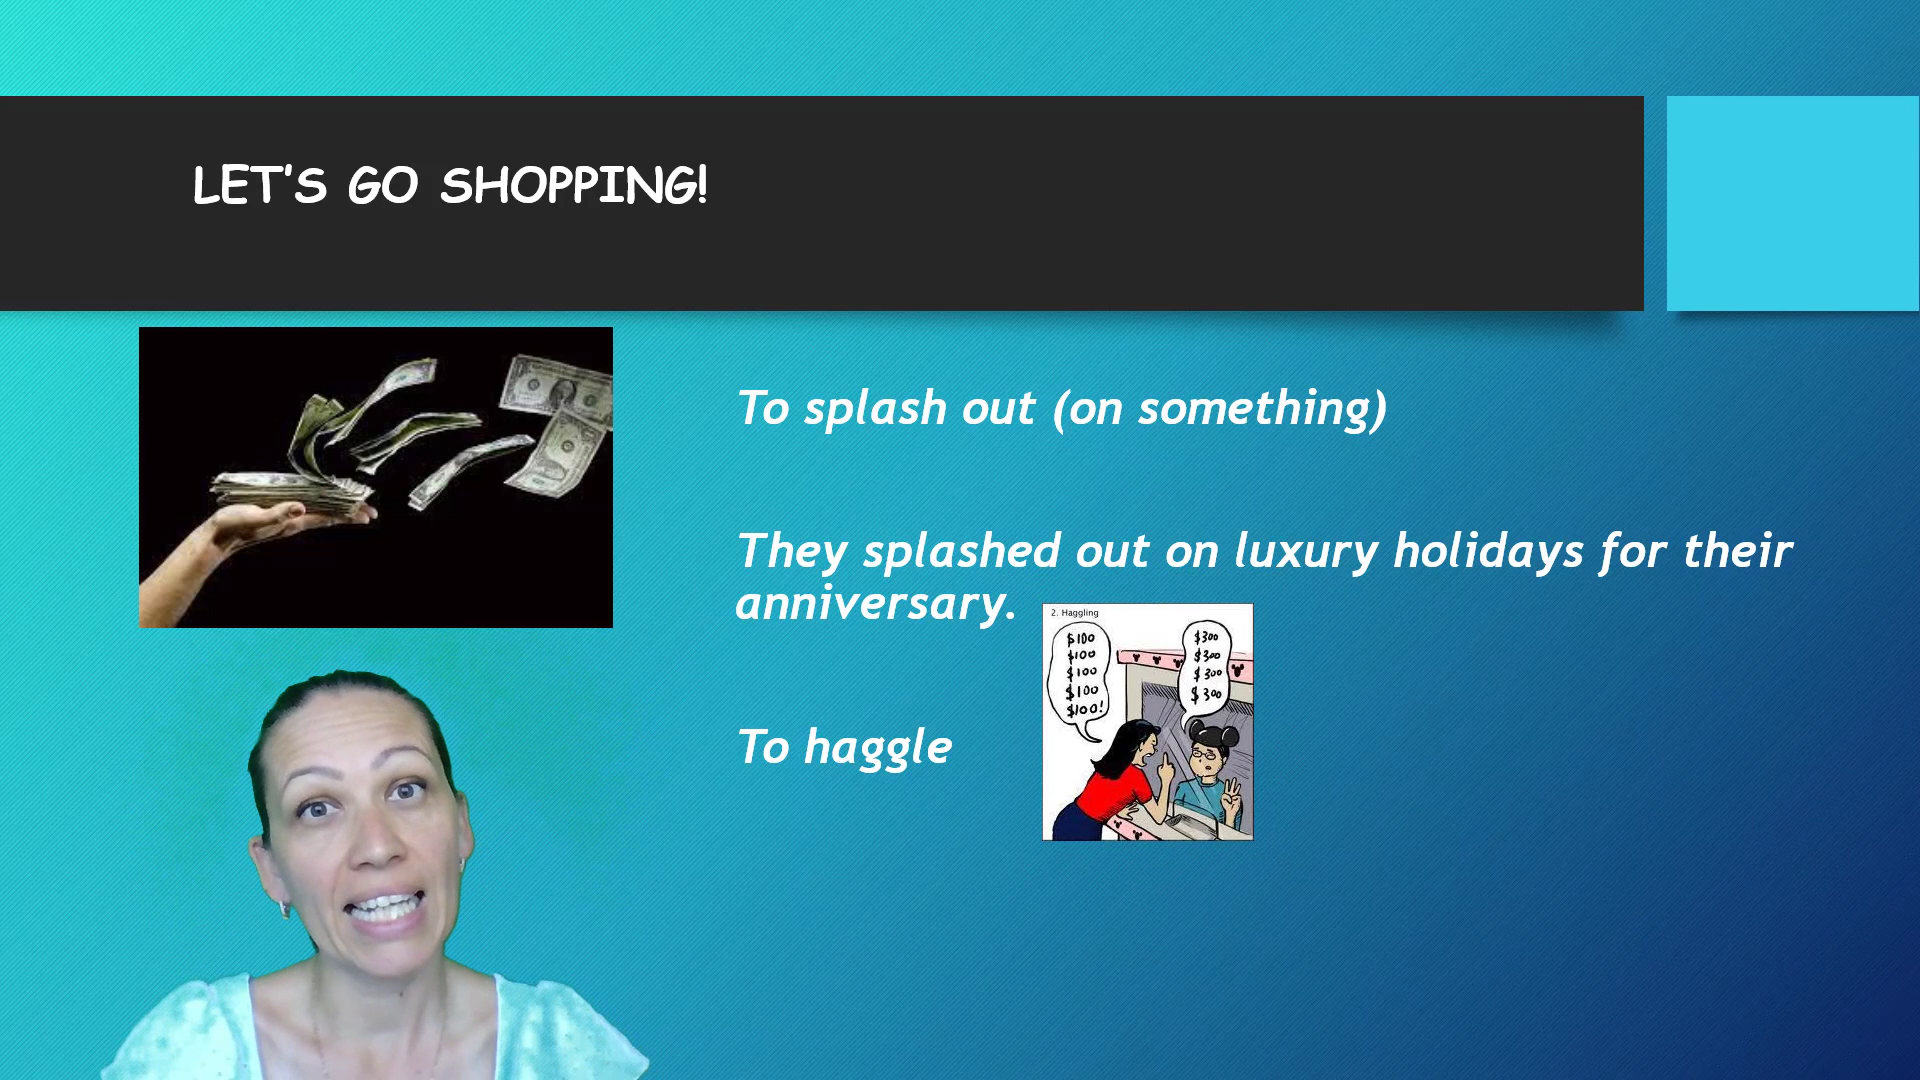 LET'S GO SHOPPING!
To splash out (on something)
They splashed out on luxury holidays for their
anniversary.
2. Haggling
$100
$100
$100
$100
$100!
$300
$300
$300
$300
To haggle